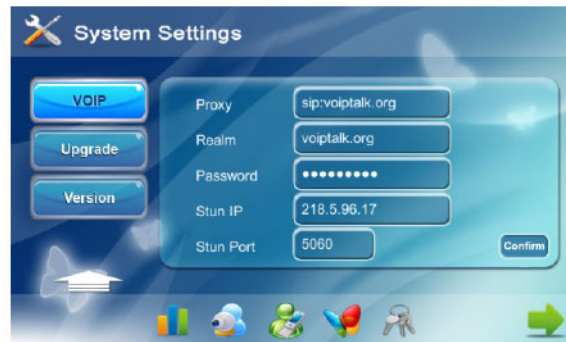 System Settings
VOIP
Upgrade
Version
Proxy sip:voiptalk.org
Realm voiptalk.org
Password •••••••••
Stun IP 218.5.96.17
Stun Port 5060
Confirm